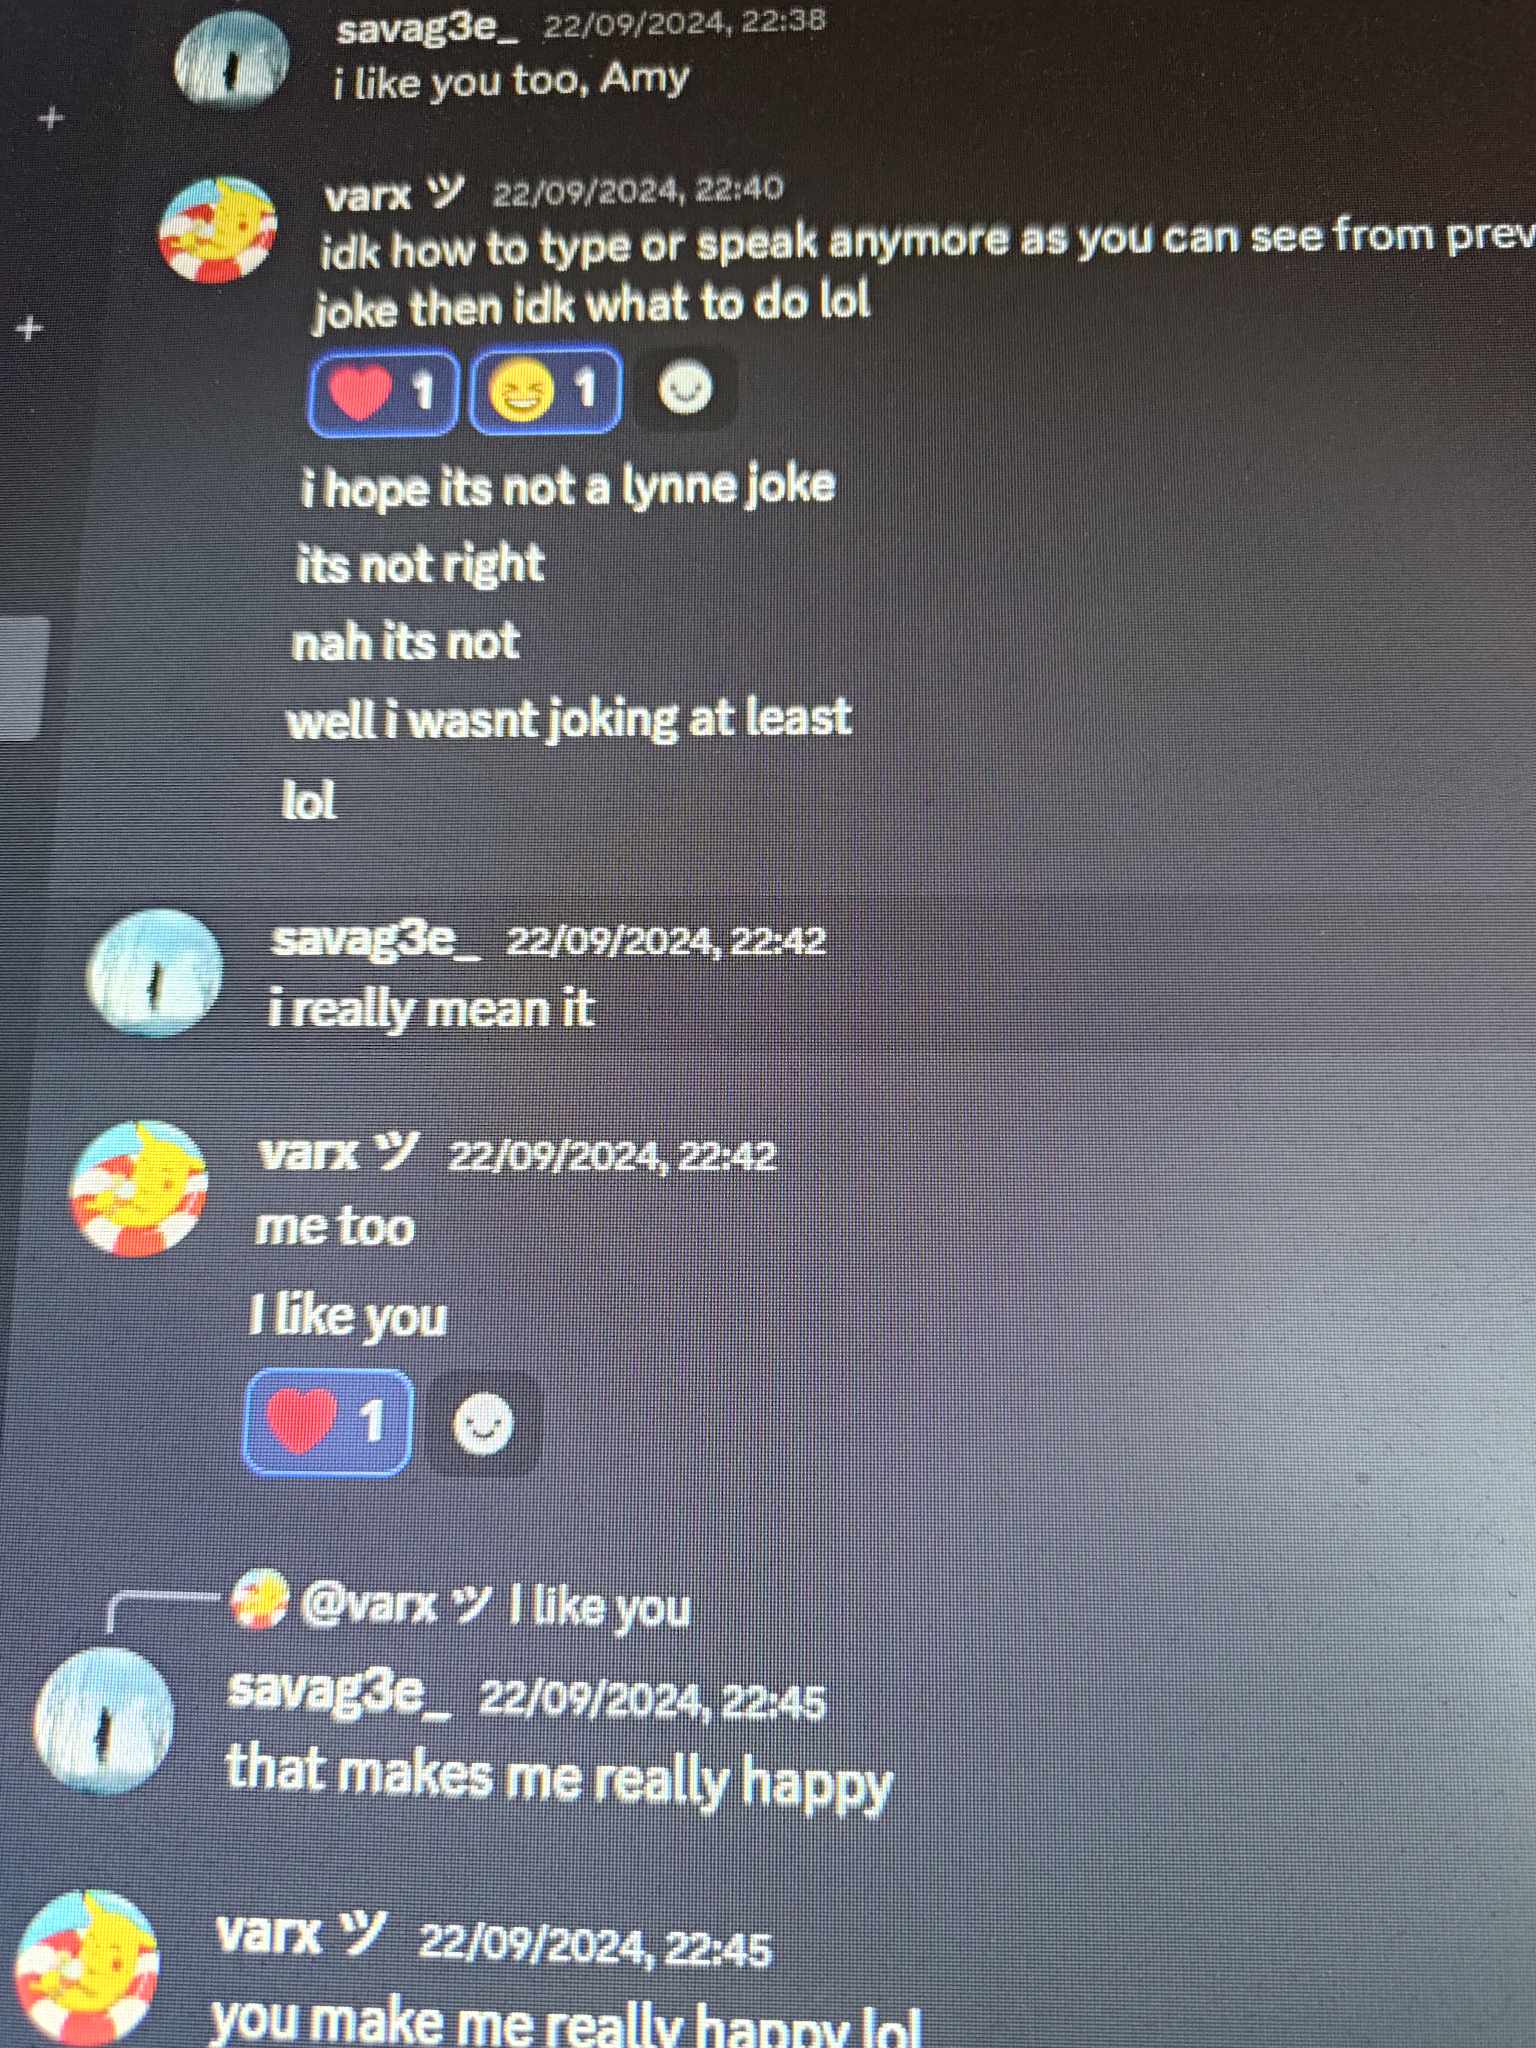 savag3e_ 22/09/2024, 22:38
i like you too, Amy
varx ツ 22/09/2024, 22:40
idk how to type or speak anymore as you can see from prev
joke then idk what to do lol
1 1
i hope its not a lynne joke
its not right
nah its not
well i wasnt joking at least
lol
savag3e_ 22/09/2024, 22:42
i really mean it
varx ツ 22/09/2024, 22:42
me too
I like you
1
@varx ツ I like you
savag3e_ 22/09/2024, 22:45
that makes me really happy
varx ツ 22/09/2024, 22:45
you make me really happy lol